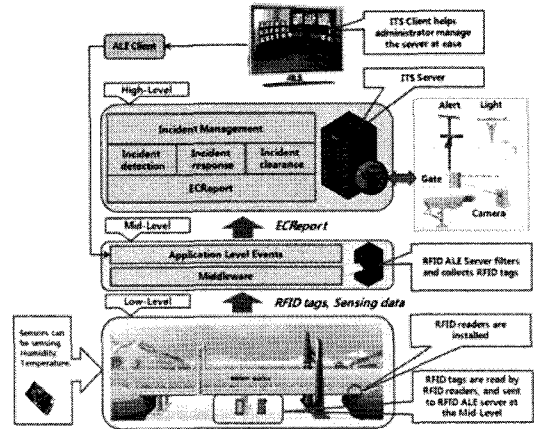 ITS Client helps
administrator manage
the server at ease
ALE Client
High-Level
ITS Server
Incident Management
Incident
detection
Incident
response
Incident
clearance
ECReport
Alert
Light
Gate
Camera
Mid-Level
ECReport
Application Level Events
Middleware
RFID ALE Server filters
and collects RFID tags
Low-Level
RFID tags, Sensing data
Sensors can
be sensing
Humidity
Temperature
RFID readers are
installed
RFID tags are read by
RFID readers, and sent
to RFID ALE server at
the Mid-Level